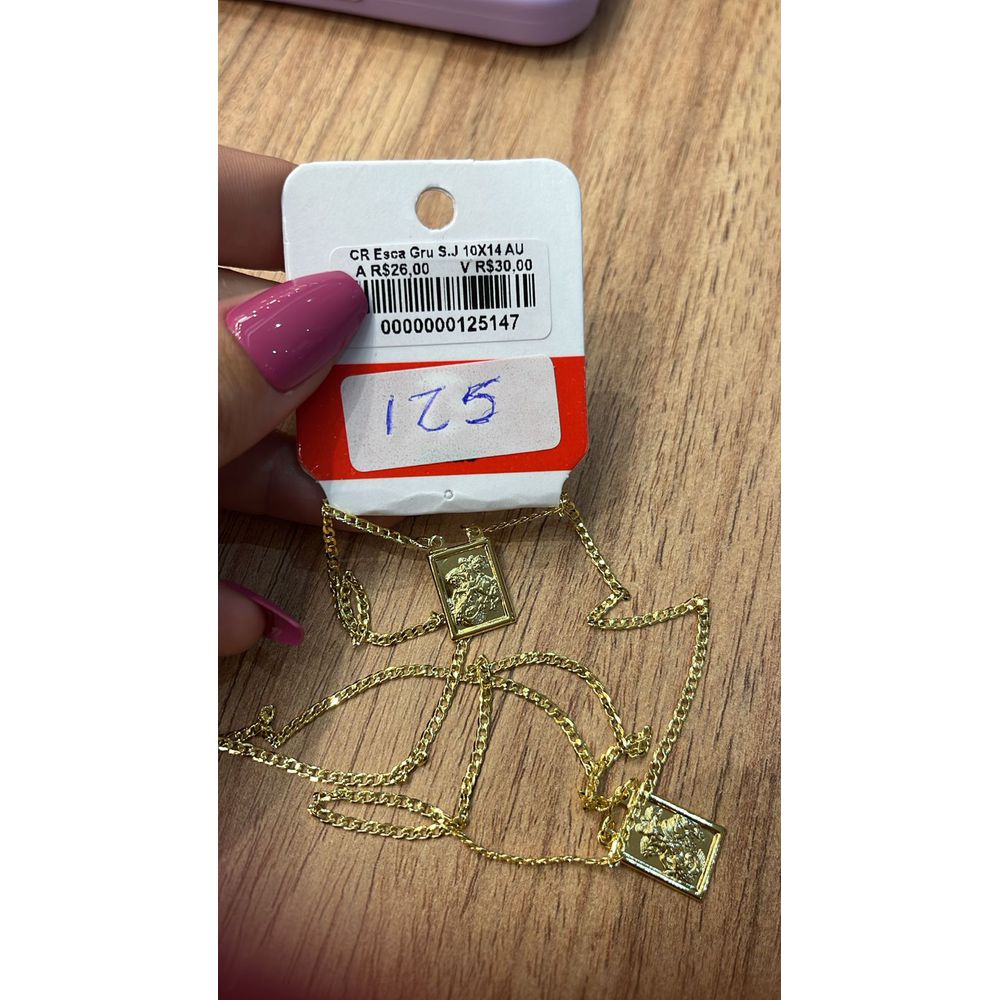 CR Esca Gru S.J 10X14 AU
A R$26,00 V R$30,00
0000000125147
125